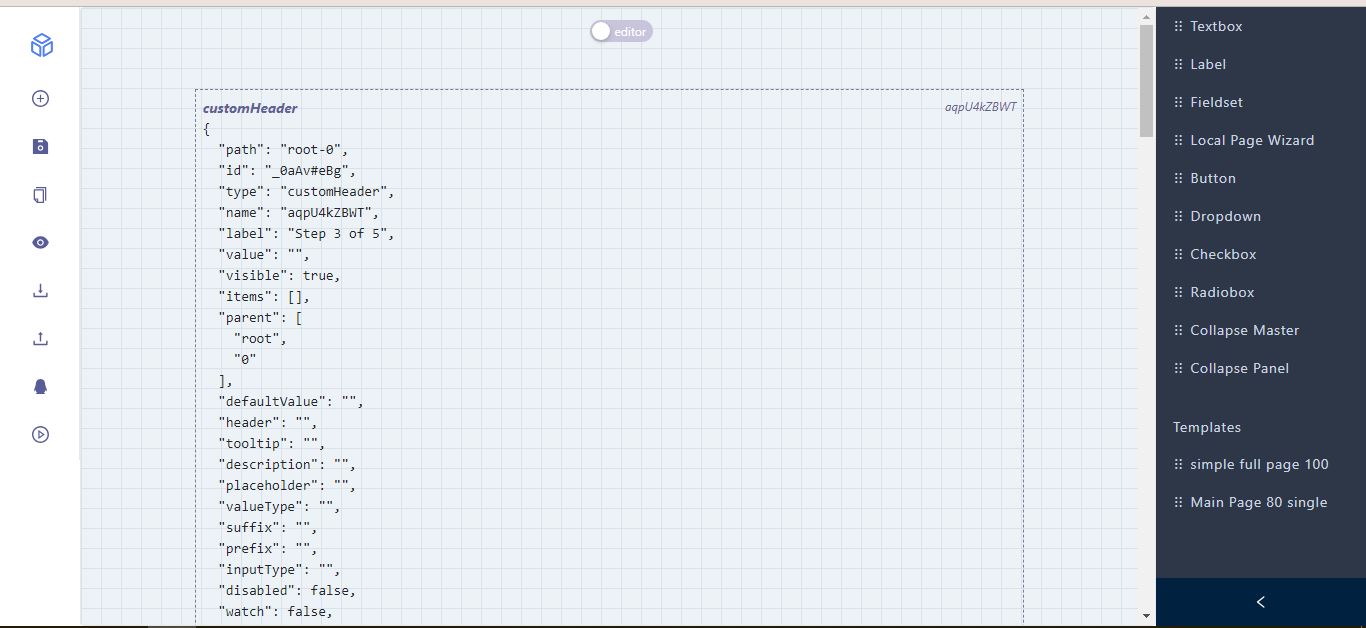 editor
customHeader
aqpU4kZBWT
{
"path": "root-0",
"id": "_0aAv#eBg",
"type": "customHeader",
"name": "aqpU4kZBWT",
"label": "Step 3 of 5",
"value": "",
"visible": true,
"items": [],
"parent": [
"root",
"0"
],
"defaultValue": "",
"header": "",
"tooltip": "",
"description": "",
"placeholder": "",
"valueType": "",
"suffix": "",
"prefix": "",
"inputType": "",
"disabled": false,
"watch": false,
Textbox
Label
Fieldset
Local Page Wizard
Button
Dropdown
Checkbox
Radiobox
Collapse Master
Collapse Panel
Templates
simple full page 100
Main Page 80 single